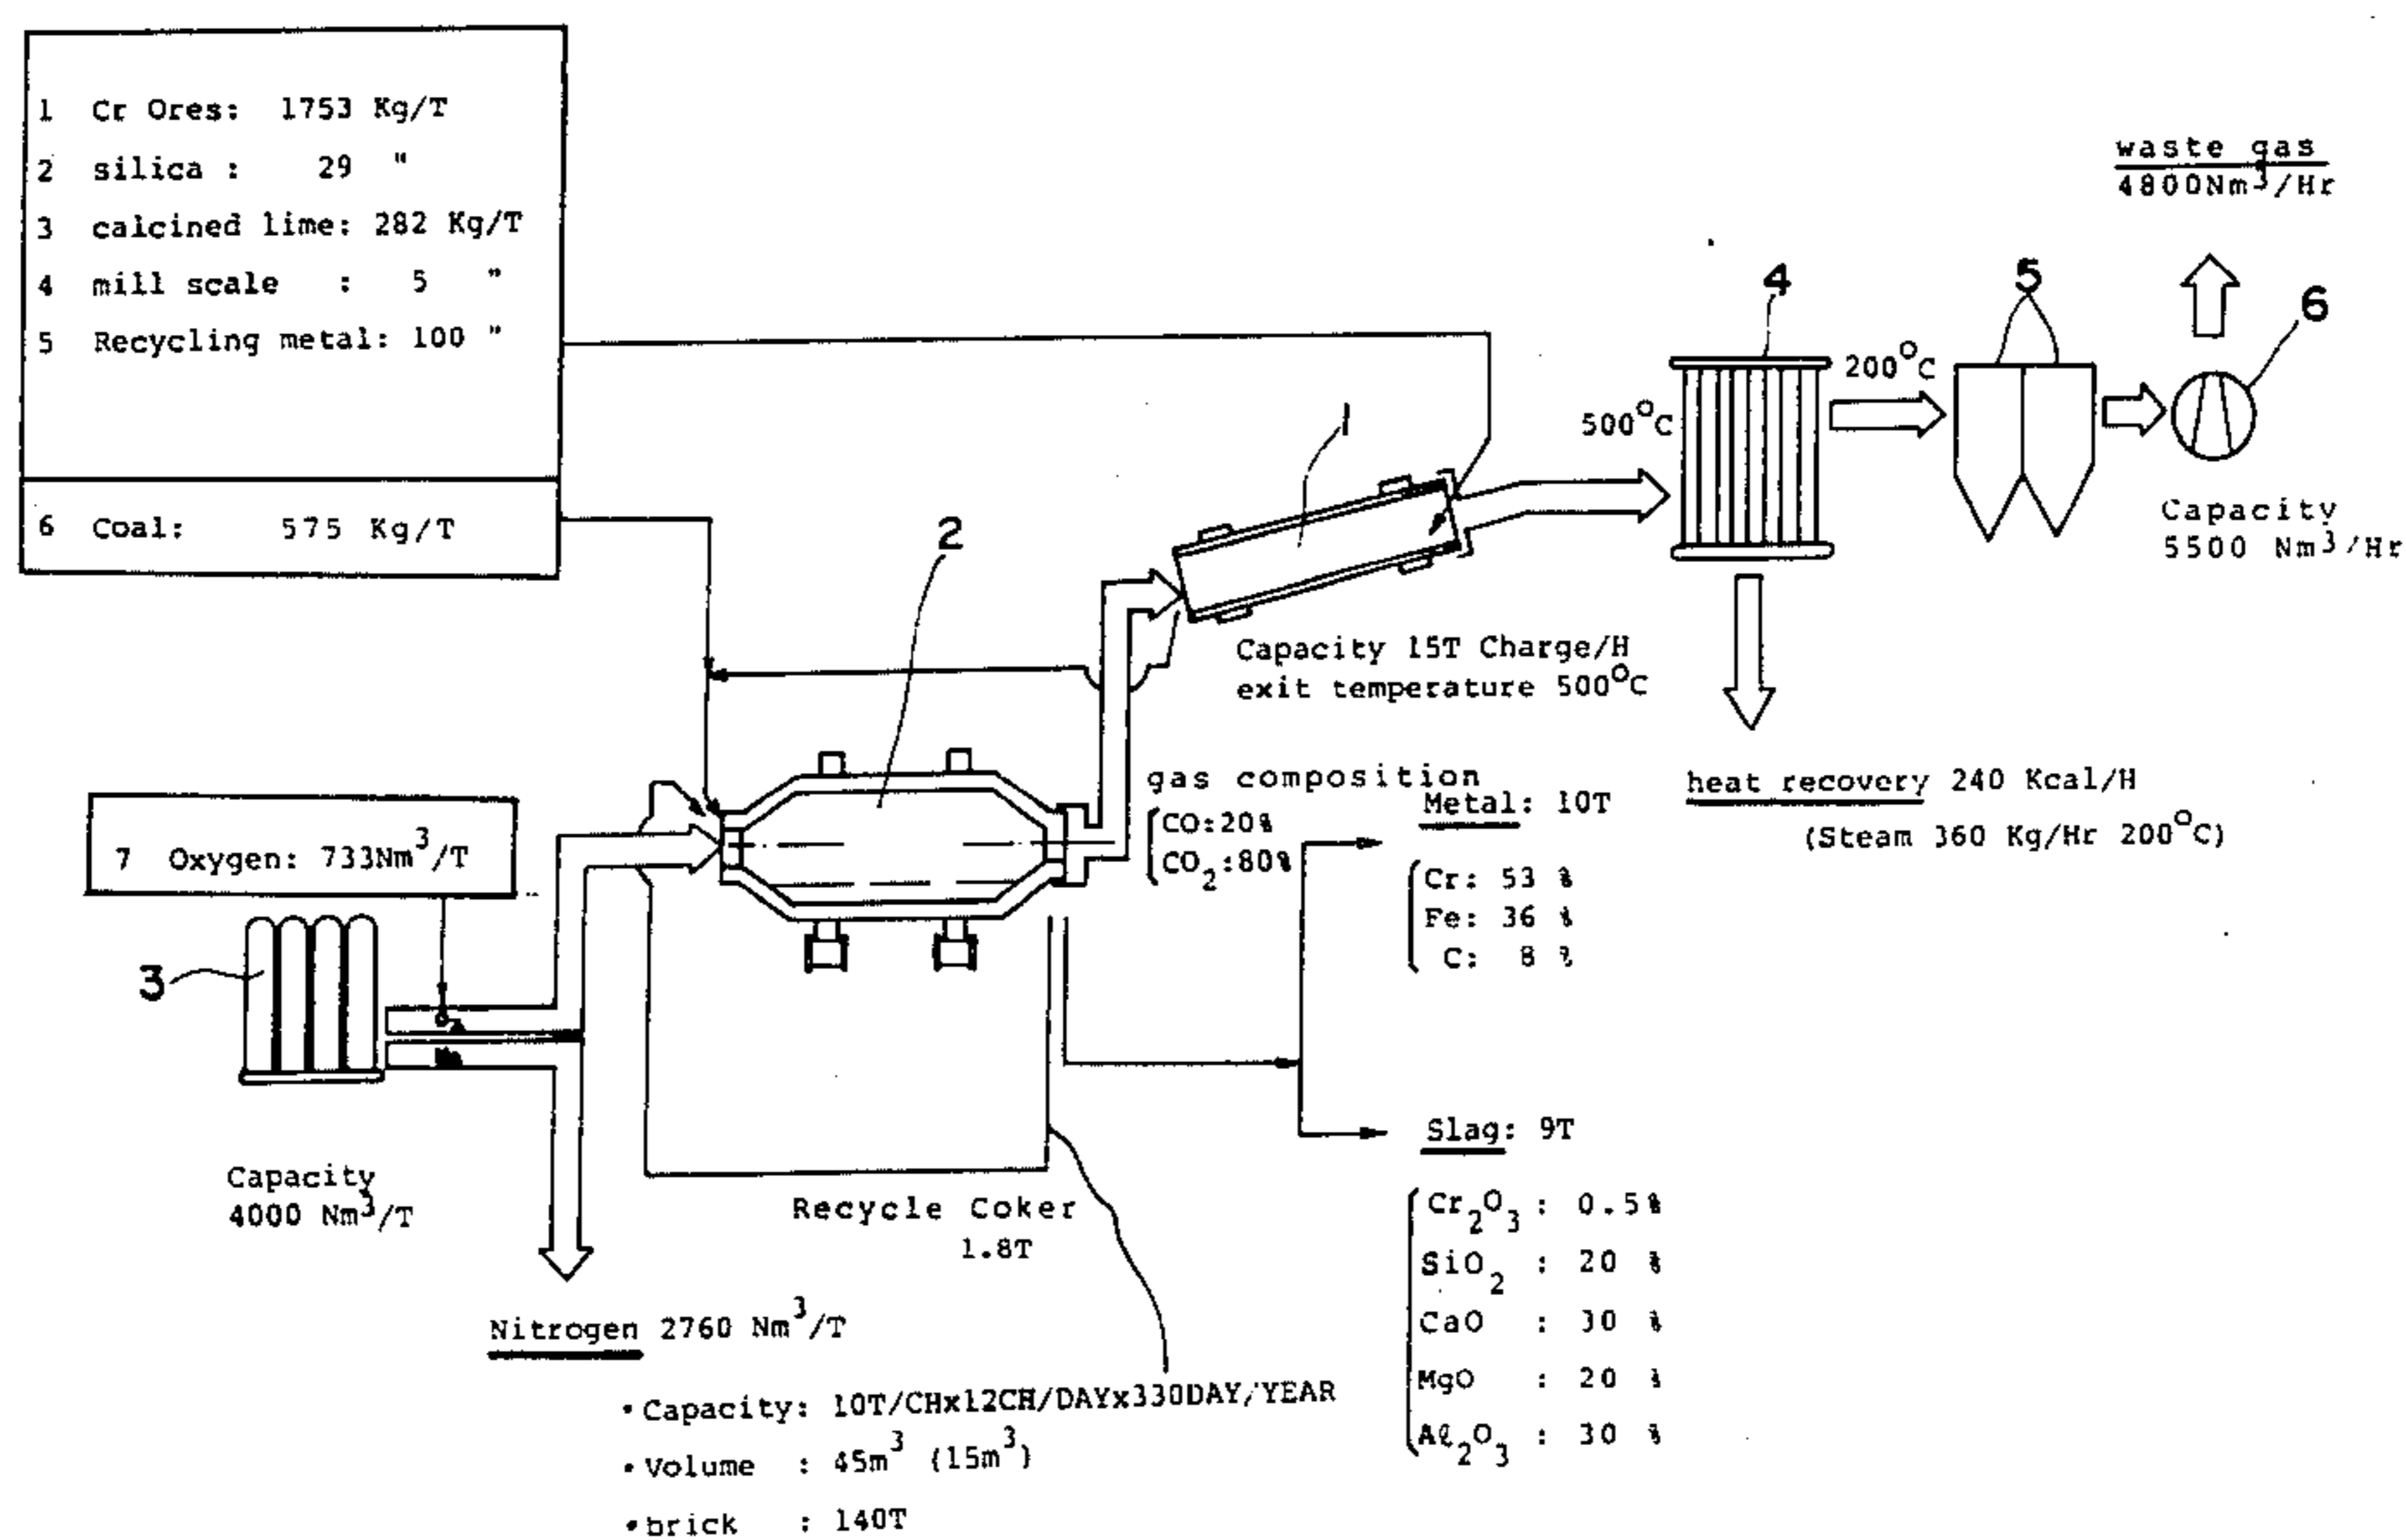 1 Cr Ores: 1753 Kg/T
2 silica : 29 "
3 calcined lime: 282 Kg/T
4 mill scale : 5 "
5 Recycling metal: 100 "
6 Coal: 575 Kg/T
waste gas
4800Nm³/Hr
4
5
6
200°C
500°C
1
Capacity
5500 Nm³/Hr
2
Capacity 15T Charge/H
exit temperature 500°C
heat recovery 240 Kcal/H
(Steam 360 Kg/Hr 200°C)
gas composition
CO:20%
CO₂:80%
Metal: 10T
Cr: 53 %
Fe: 36 %
C: 8 %
7 Oxygen: 733Nm³/T
3
Capacity
4000 Nm³/T
Recycle Coker
1.8T
Slag: 9T
Cr₂O₃ : 0.5%
SiO₂ : 20 %
CaO : 30 %
MgO : 20 %
Aℓ₂O₃ : 30 %
Nitrogen 2760 Nm³/T
•Capacity: 10T/CHx12CH/DAYx330DAY/YEAR
•Volume : 45m³ (15m³)
•brick : 140T